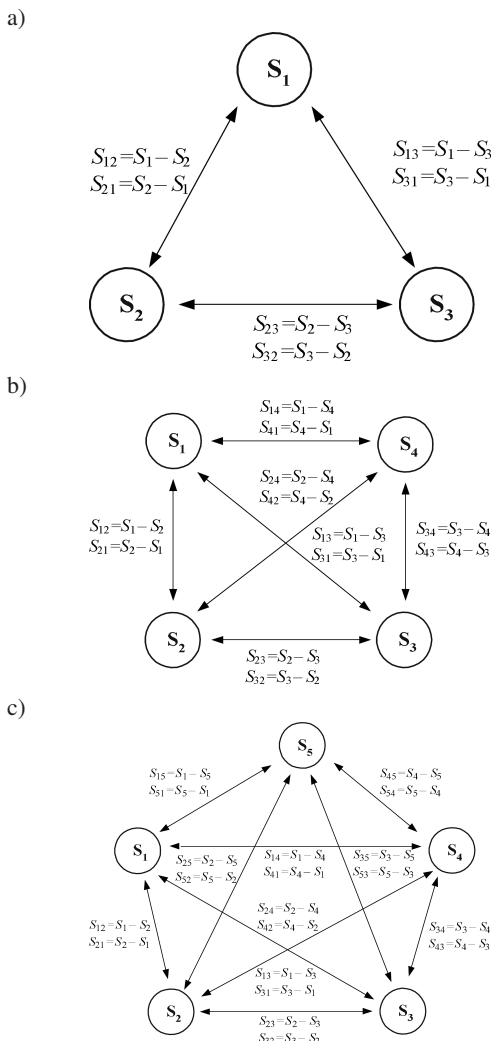 a)
S₁
S₁₂=S₁–S₂
S₂₁=S₂–S₁
S₁₃=S₁–S₃
S₃₁=S₃–S₁
S₂
S₃
S₂₃=S₂–S₃
S₃₂=S₃–S₂
b)
S₁₄=S₁–S₄
S₄₁=S₄–S₁
S₁
S₄
S₂₄=S₂–S₄
S₄₂=S₄–S₂
S₁₂=S₁–S₂
S₂₁=S₂–S₁
S₁₃=S₁–S₃
S₃₁=S₃–S₁
S₃₄=S₃–S₄
S₄₃=S₄–S₃
S₂
S₃
S₂₃=S₂–S₃
S₃₂=S₃–S₂
c)
S₅
S₁₅=S₁–S₅
S₅₁=S₅–S₁
S₄₅=S₄–S₅
S₅₄=S₅–S₄
S₁
S₄
S₂₅=S₂–S₅
S₅₂=S₅–S₂
S₁₄=S₁–S₄
S₄₁=S₄–S₁
S₃₅=S₃–S₅
S₅₃=S₅–S₃
S₂₄=S₂–S₄
S₄₂=S₄–S₂
S₁₂=S₁–S₂
S₂₁=S₂–S₁
S₃₄=S₃–S₄
S₄₃=S₄–S₃
S₁₃=S₁–S₃
S₃₁=S₃–S₁
S₂
S₃
S₂₃=S₂–S₃
S₃₂=S₃–S₂